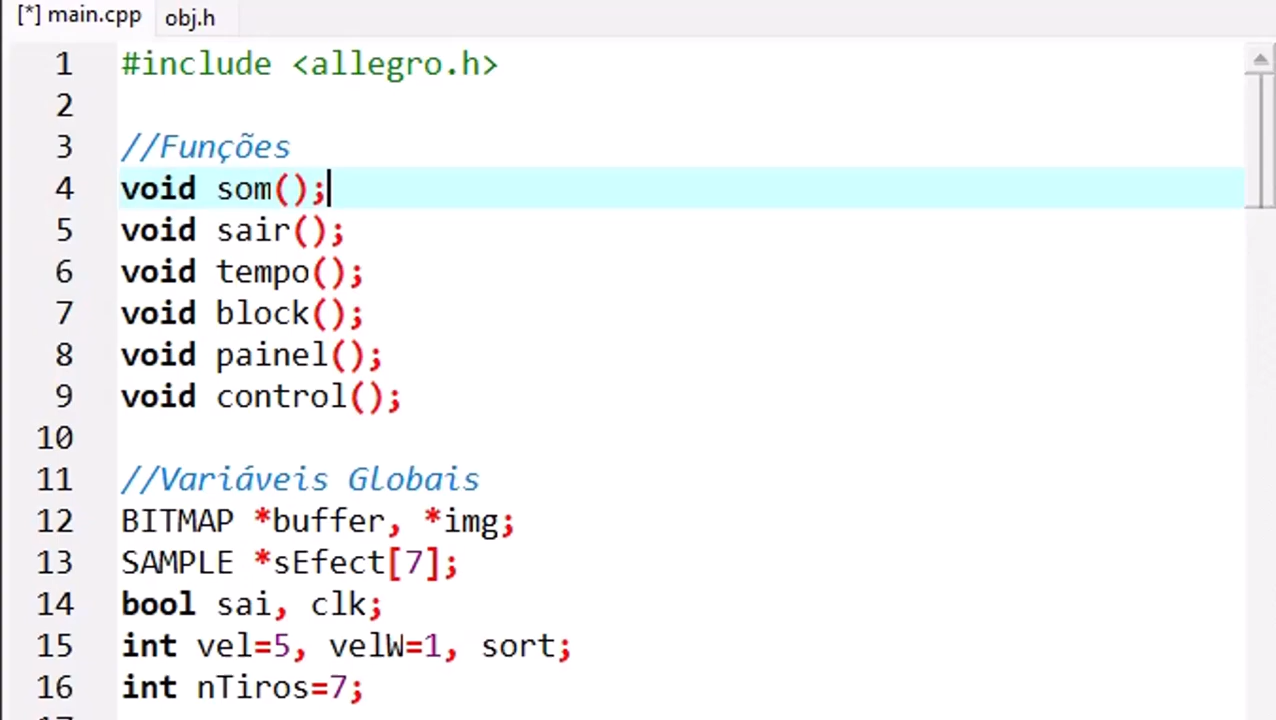 [*] main.cpp obj.h
1 #include <allegro.h>
2
3 //Funções
4 void som();
5 void sair();
6 void tempo();
7 void block();
8 void painel();
9 void control();
10
11 //Variáveis Globais
12 BITMAP *buffer, *img;
13 SAMPLE *sEfect[7];
14 bool sai, clk;
15 int vel=5, velW=1, sort;
16 int nTiros=7;